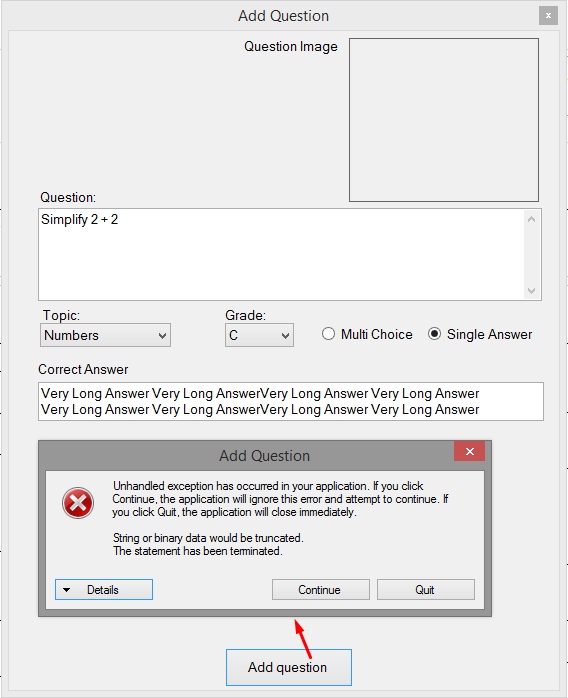 Add Question
x
Question Image
Question:
Simplify 2 + 2
Topic:
Grade:
Numbers
C
Multi Choice
Single Answer
Correct Answer
Very Long Answer Very Long AnswerVery Long Answer Very Long Answer
Very Long Answer Very Long AnswerVery Long Answer Very Long Answer
Add Question
Unhandled exception has occurred in your application. If you click
Continue, the application will ignore this error and attempt to continue. If
you click Quit, the application will close immediately.
String or binary data would be truncated.
The statement has been terminated.
Details
Continue
Quit
Add question